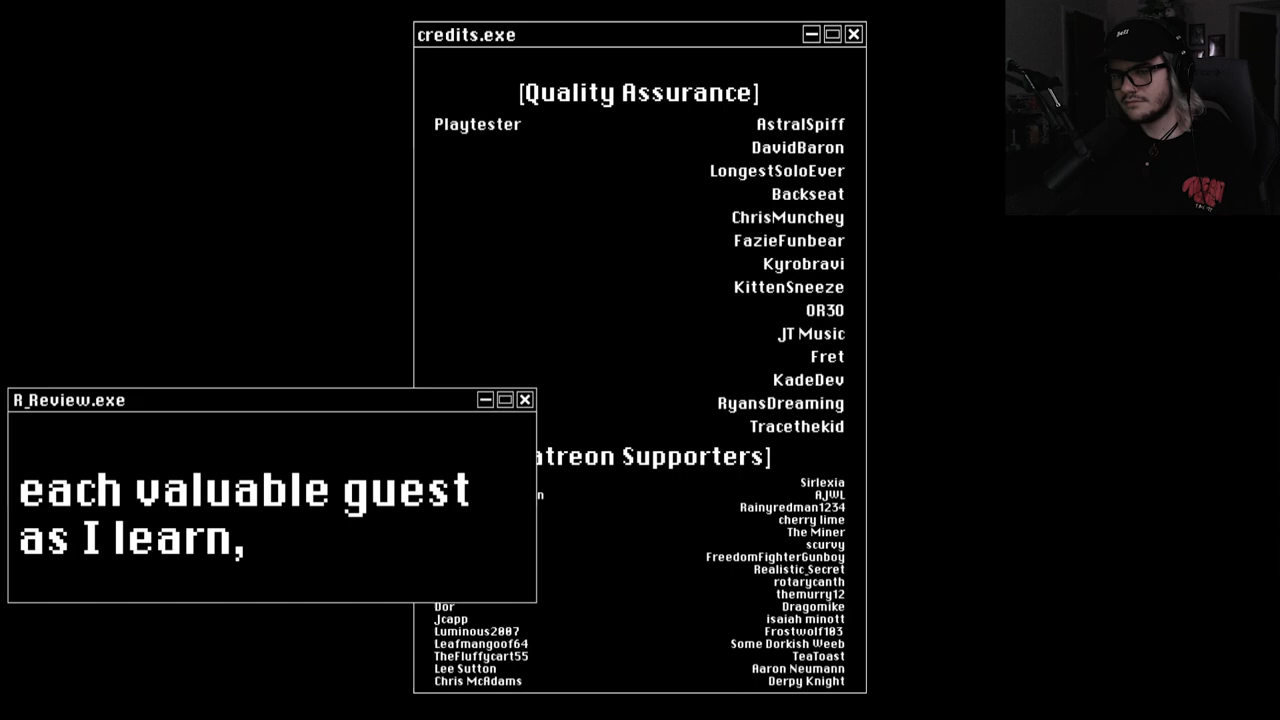 credits.exe
[Quality Assurance]
Playtester AstralSpiff
DavidBaron
LongestSoloEver
Backseat
ChrisMunchey
FazieFunbear
Kyrobravi
KittenSneeze
OR3O
JT Music
Fret
KadeDev
RyansDreaming
Tracethekid
R_Review.exe
each valuable guest
as I learn,
atreon Supporters]
Sirlexia
n AJWL
Rainyredman1234
cherry lime
The Miner
scurvy
FreedomFighterGunboy
Realistic_Secret
rotarycanth
themurry12
Dor Dragomike
Jcapp isaiah minott
Luminous2007 Frostwolf103
Leafmangoof64 Some Dorkish Weeb
TheFluffycart55 TeaToast
Lee Sutton Aaron Neumann
Chris McAdams Derpy Knight